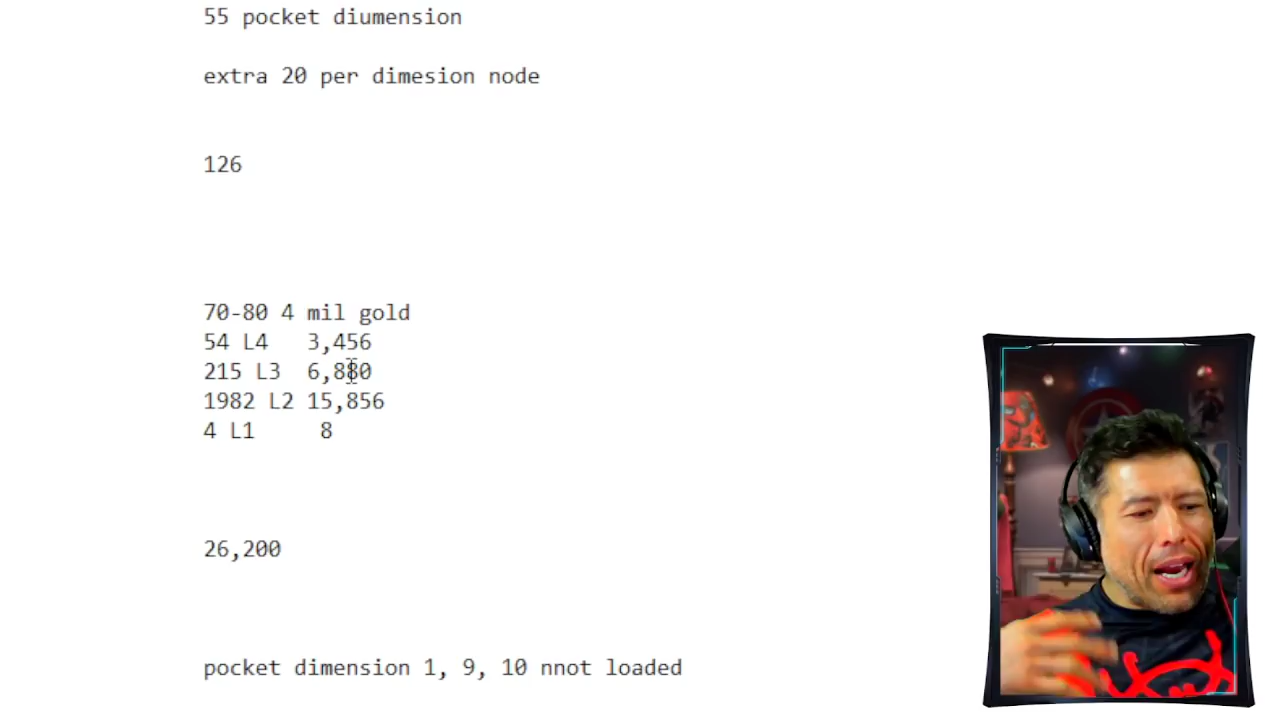 55 pocket diumension
extra 20 per dimesion node
126
70-80 4 mil gold
54 L4 3,456
215 L3 6,880
1982 L2 15,856
4 L1 8
26,200
pocket dimension 1, 9, 10 nnot loaded